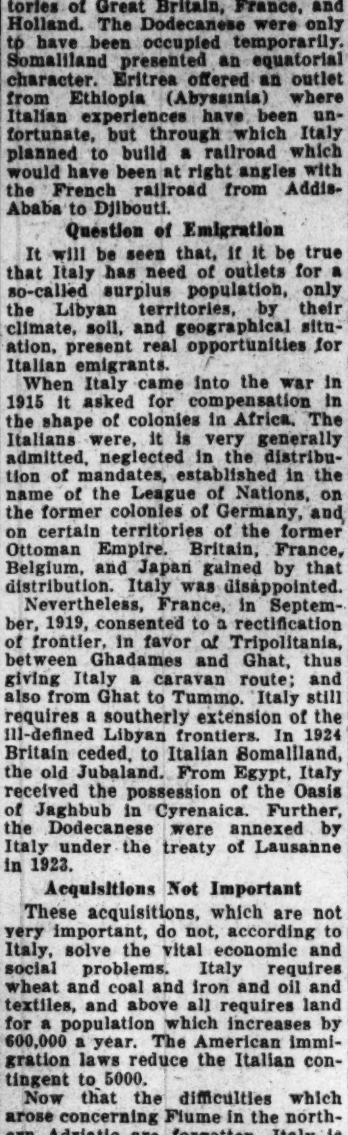 tories of Great Britain, France, and
Holland. The Dodecanese were only
to have been occupied temporarily.
Somaliland presented an equatorial
character. Eritrea offered an outlet
from Ethiopia (Abyssinia) where
Italian experiences have been un-
fortunate, but through which Italy
planned to build a railroad which
would have been at right angles with
the French railroad from Addis-
Ababa to Djibouti.
Question of Emigration
It will be seen that, if it be true
that Italy has need of outlets for a
so-called surplus population, only
the Libyan territories, by their
climate, soil, and geographical situ-
ation, present real opportunities for
Italian emigrants.
When Italy came into the war in
1915 it asked for compensation in
the shape of colonies in Africa. The
Italians were, it is very generally
admitted, neglected in the distribu-
tion of mandates, established in the
name of the League of Nations, on
the former colonies of Germany, and
on certain territories of the former
Ottoman Empire. Britain, France,
Belgium, and Japan gained by that
distribution. Italy was disappointed.
Nevertheless, France, in Septem-
ber, 1919, consented to a rectification
of frontier, in favor of Tripolitania,
between Ghadames and Ghat, thus
giving Italy a caravan route; and
also from Ghat to Tummo. Italy still
requires a southerly extension of the
ill-defined Libyan frontiers. In 1924
Britain ceded, to Italian Somaliland,
the old Jubaland. From Egypt, Italy
received the possession of the Oasis
of Jaghbub in Cyrenaica. Further,
the Dodecanese were annexed by
Italy under the treaty of Lausanne
in 1923.
Acquisitions Not Important
These acquisitions, which are not
very important, do not, according to
Italy, solve the vital economic and
social problems. Italy requires
wheat and coal and iron and oil and
textiles, and above all requires land
for a population which increases by
600,000 a year. The American immi-
gration laws reduce the Italian con-
tingent to 5000.
Now that the difficulties which
arose concerning Fiume in the north-
ern Adriatic are forgotten, Italy is